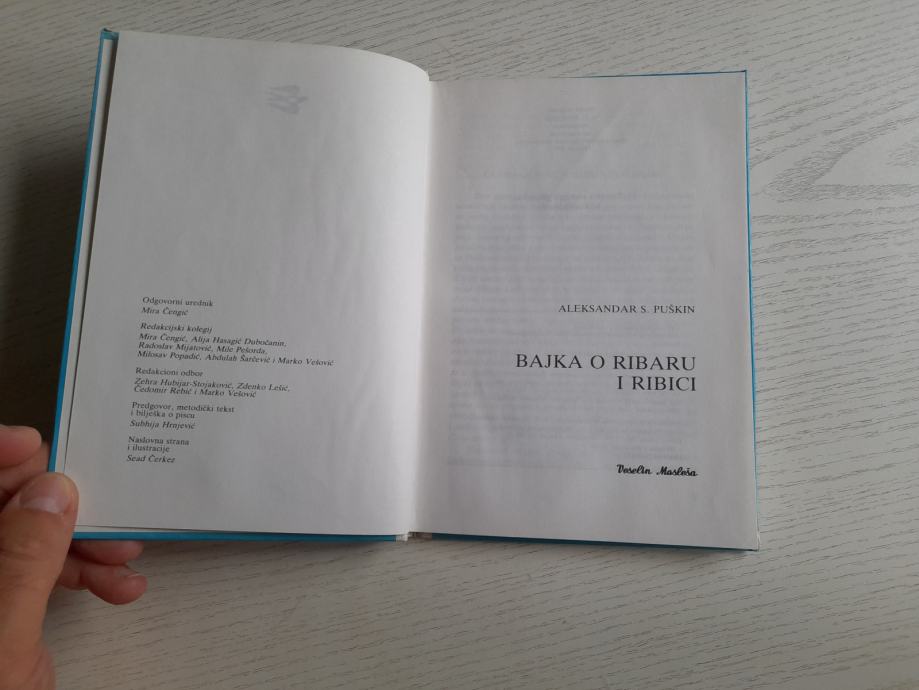 Odgovorni urednik
Mira Čengić
Redakcijski kolegij
Mira Čengić, Alija Hasagić Dubočanin,
Radoslav Mijatović, Mile Pešorda,
Milosav Popadić, Abdulah Šarčević i Marko Vešović
Redakcioni odbor
Zehra Hubijar-Stojaković, Zdenko Lešić,
Čedomir Rebić i Marko Vešović
Predgovor, metodički tekst
i bilješka o piscu
Subhija Hrnjević
Naslovna strana
i ilustracije
Sead Čerkez
ALEKSANDAR S. PUŠKIN
BAJKA O RIBARU
I RIBICI
Veselin Masleša